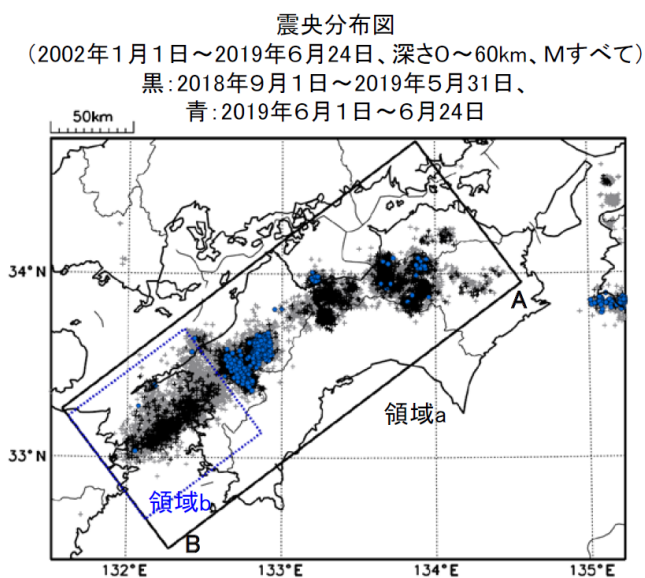 震央分布図
（2002年１月１日～2019年６月24日、深さ０～60km、Ｍすべて）
黒：2018年９月１日～2019年５月31日、
青：2019年６月１日～６月24日
50km
34°N
A
領域a
33°N
領域b
B
132°E
133°E
134°E
135°E